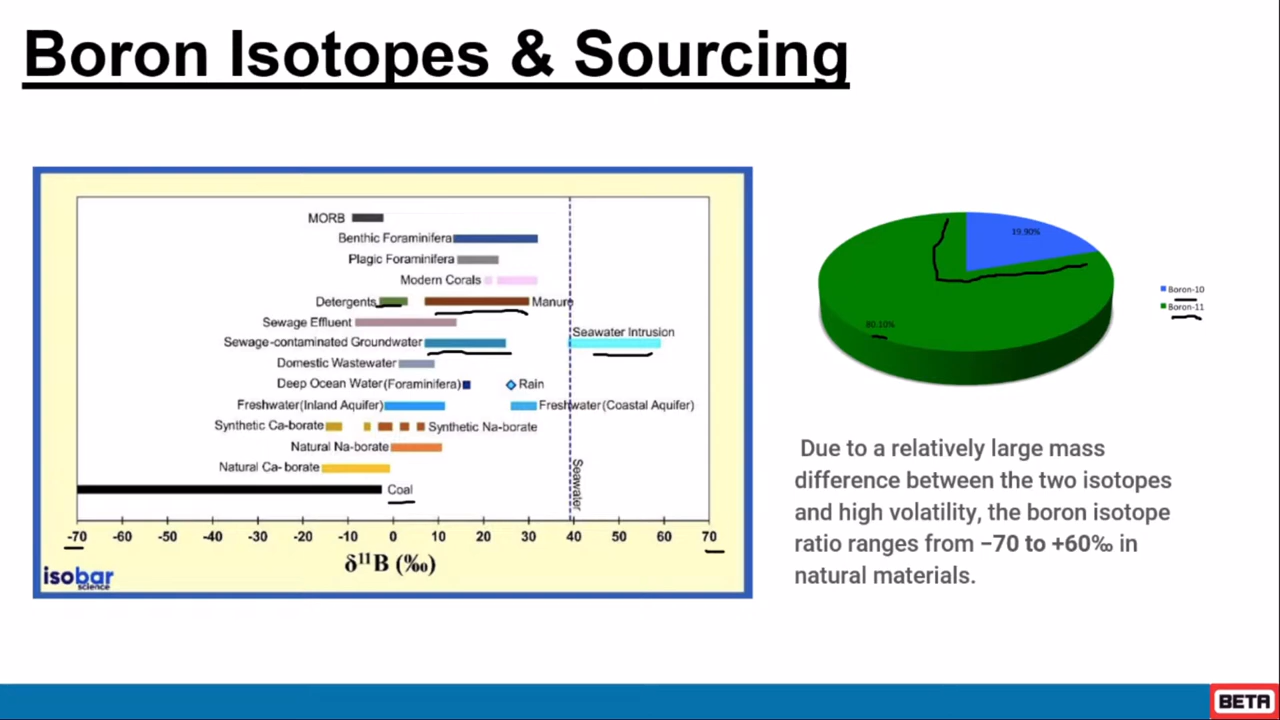 Boron Isotopes & Sourcing
MORB
Benthic Foraminifera
Plagic Foraminifera
Modern Corals
Detergents Manure
Sewage Effluent
Seawater Intrusion
Sewage-contaminated Groundwater
Domestic Wastewater
Deep Ocean Water (Foraminifera) Rain
Freshwater(Inland Aquifer) Freshwater(Coastal Aquifer)
Synthetic Ca-borate Synthetic Na-borate
Natural Na-borate
Natural Ca- borate
Seawater
Coal
-70 -60 -50 -40 -30 -20 -10 0 10 20 30 40 50 60 70
δ¹¹B (‰)
isobar
science
19.90%
80.10%
Boron-10
Boron-11
Due to a relatively large mass
difference between the two isotopes
and high volatility, the boron isotope
ratio ranges from −70 to +60‰ in
natural materials.
BETA